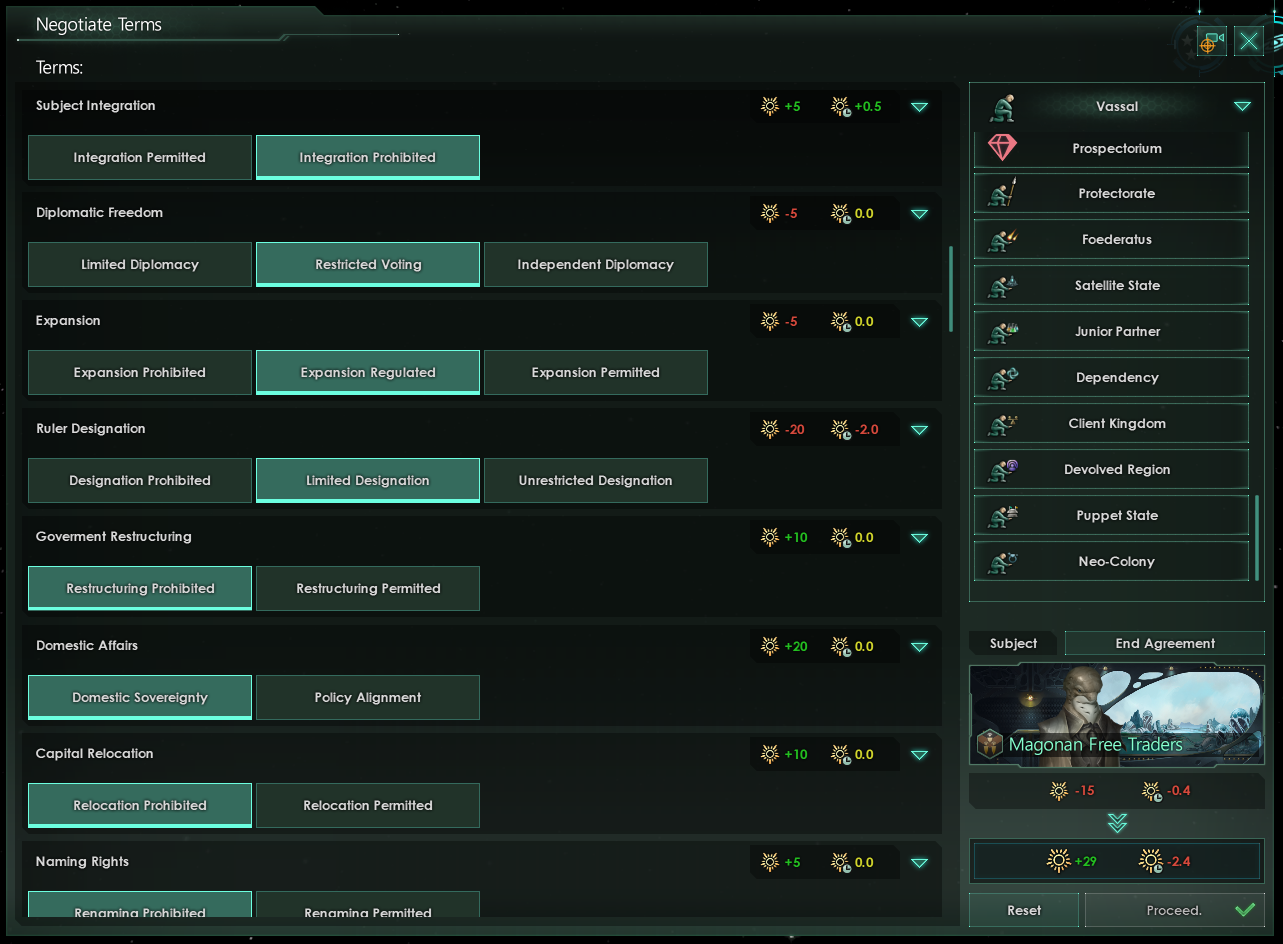 Negotiate Terms
Terms:
Subject Integration +5 +0.5
Integration Permitted Integration Prohibited
Diplomatic Freedom -5 0.0
Limited Diplomacy Restricted Voting Independent Diplomacy
Expansion -5 0.0
Expansion Prohibited Expansion Regulated Expansion Permitted
Ruler Designation -20 -2.0
Designation Prohibited Limited Designation Unrestricted Designation
Goverment Restructuring +10 0.0
Restructuring Prohibited Restructuring Permitted
Domestic Affairs +20 0.0
Domestic Sovereignty Policy Alignment
Capital Relocation +10 0.0
Relocation Prohibited Relocation Permitted
Naming Rights +5 0.0
Renaming Prohibited Renaming Permitted
Vassal
Prospectorium
Protectorate
Foederatus
Satellite State
Junior Partner
Dependency
Client Kingdom
Devolved Region
Puppet State
Neo-Colony
Subject End Agreement
Magonan Free Traders
-15 -0.4
+29 -2.4
Reset Proceed.